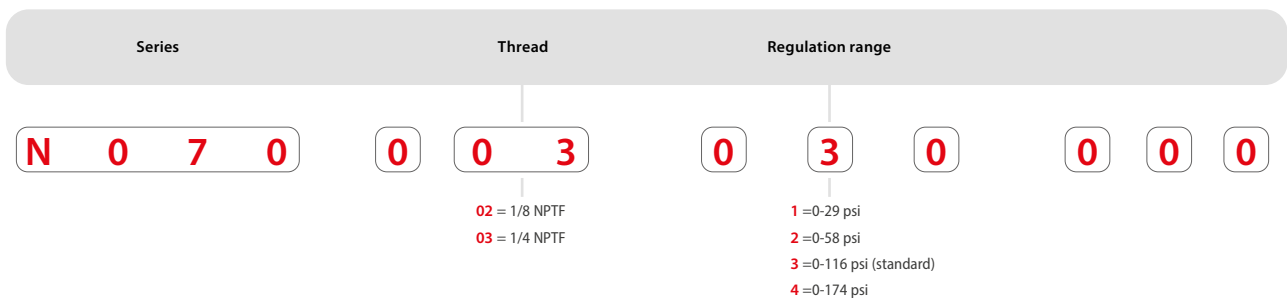 Series Thread Regulation range
N 0 7 0 0 0 3 0 3 0 0 0 0
02 = 1/8 NPTF 1 =0-29 psi
03 = 1/4 NPTF 2 =0-58 psi
3 =0-116 psi (standard)
4 =0-174 psi